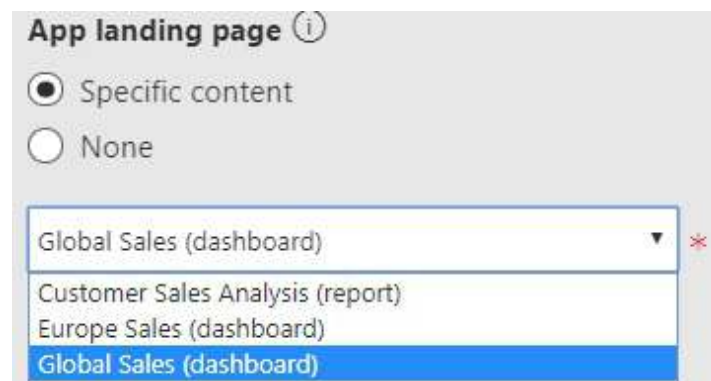 App landing page
Specific content
None
Global Sales (dashboard)
*
Customer Sales Analysis (report)
Europe Sales (dashboard)
Global Sales (dashboard)